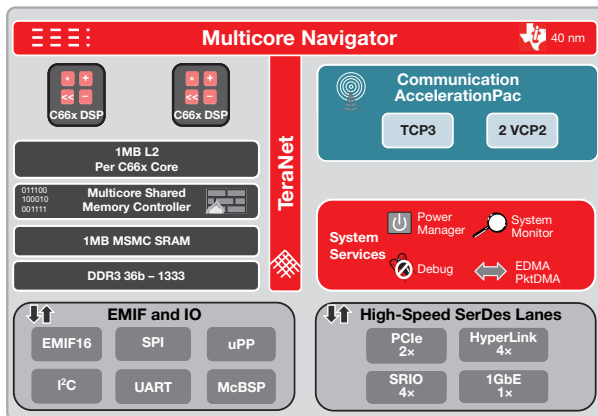 Multicore Navigator
40 nm
C66x DSP
C66x DSP
1MB L2
Per C66x Core
011100
100010
001111
Multicore Shared
Memory Controller
1MB MSMC SRAM
DDR3 36b – 1333
TeraNet
Communication
AccelerationPac
TCP3
2 VCP2
System
Services
Power
Manager
System
Monitor
Debug
EDMA
PktDMA
EMIF and IO
EMIF16
SPI
uPP
I²C
UART
McBSP
High-Speed SerDes Lanes
PCIe
2×
HyperLink
4×
SRIO
4×
1GbE
1×